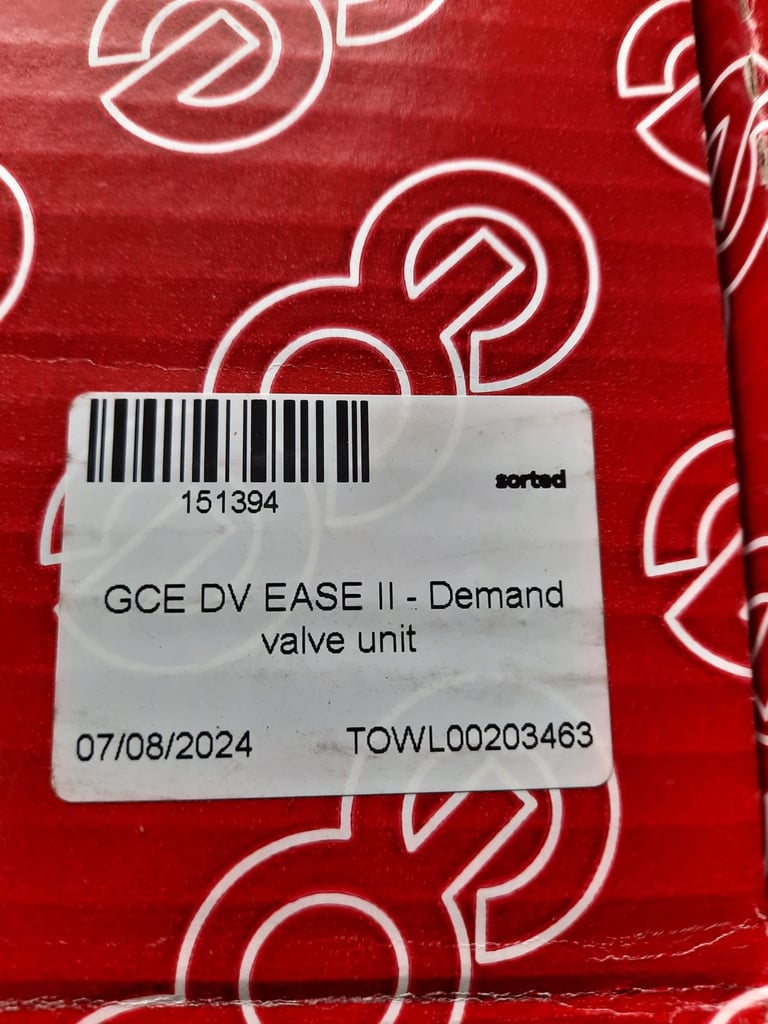 151394
sorted
GCE DV EASE II - Demand
valve unit
07/08/2024 TOWL00203463